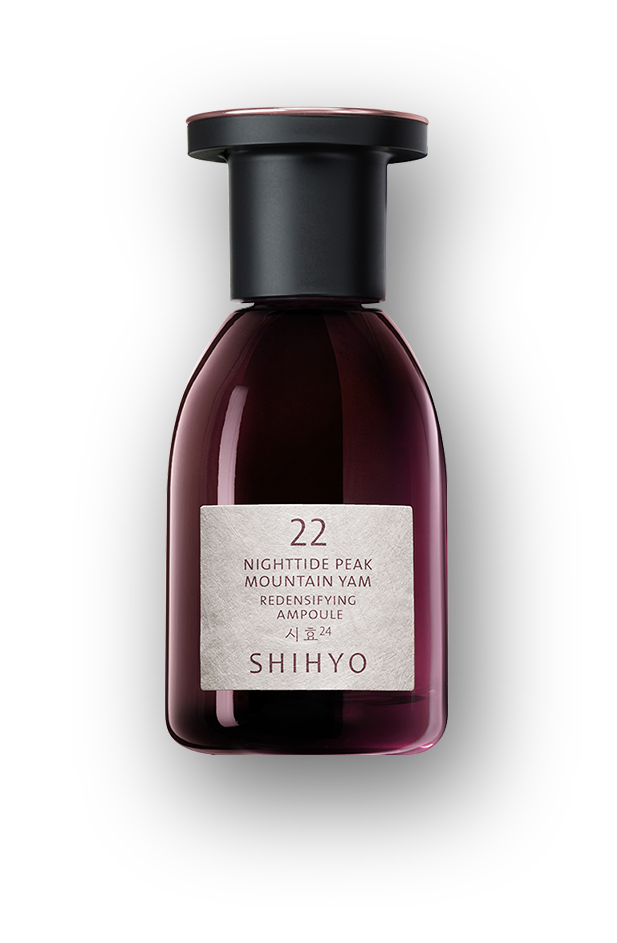 22
NIGHTTIDE PEAK
MOUNTAIN YAM
REDENSIFYING
AMPOULE
시효24
SHIHYO